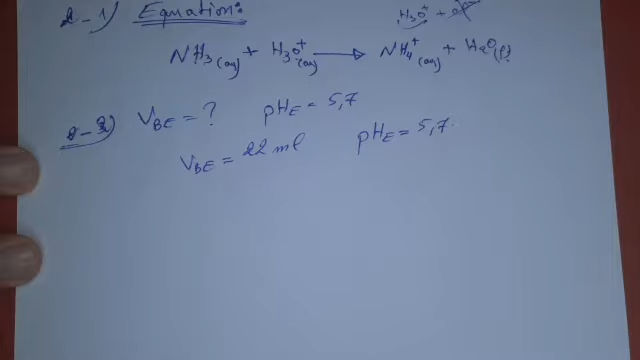 2-1) Equation:
H3O+ +
NH3(aq) + H3O+(aq) → NH4+(aq) + H2O(l)
2-2) VBE = ? pHE = 5,7
VBE = 22 ml pHE = 5,7